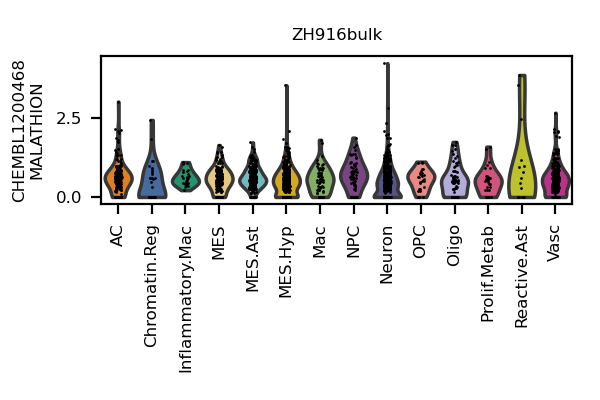 ZH916bulk
CHEMBL1200468
MALATHION
2.5
0.0
AC
Chromatin.Reg
Inflammatory.Mac
MES
MES.Ast
MES.Hyp
Mac
NPC
Neuron
OPC
Oligo
Prolif.Metab
Reactive.Ast
Vasc